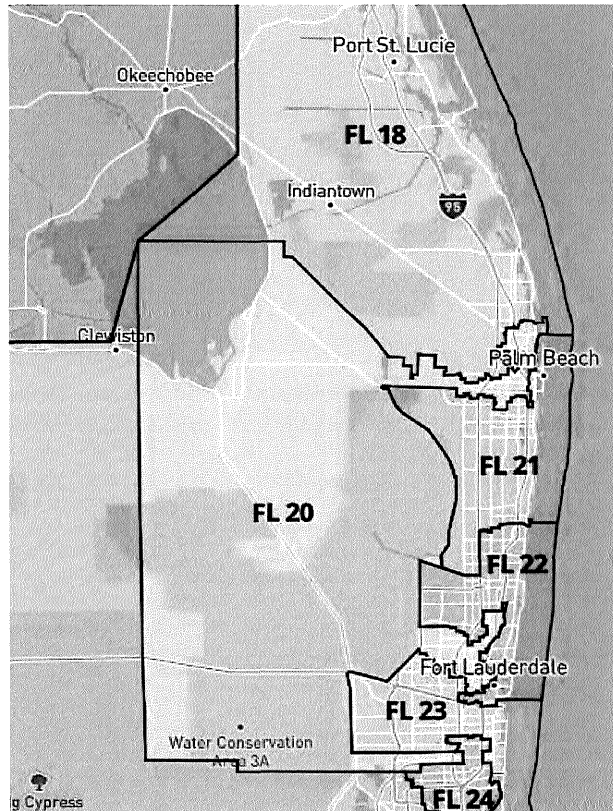 Port St. Lucie
Okeechobee
FL 18
Indiantown
95
Clewiston
Palm Beach
FL 21
FL 20
FL 22
Fort Lauderdale
FL 23
Water Conservation
Area 3A
FL 24
g Cypress